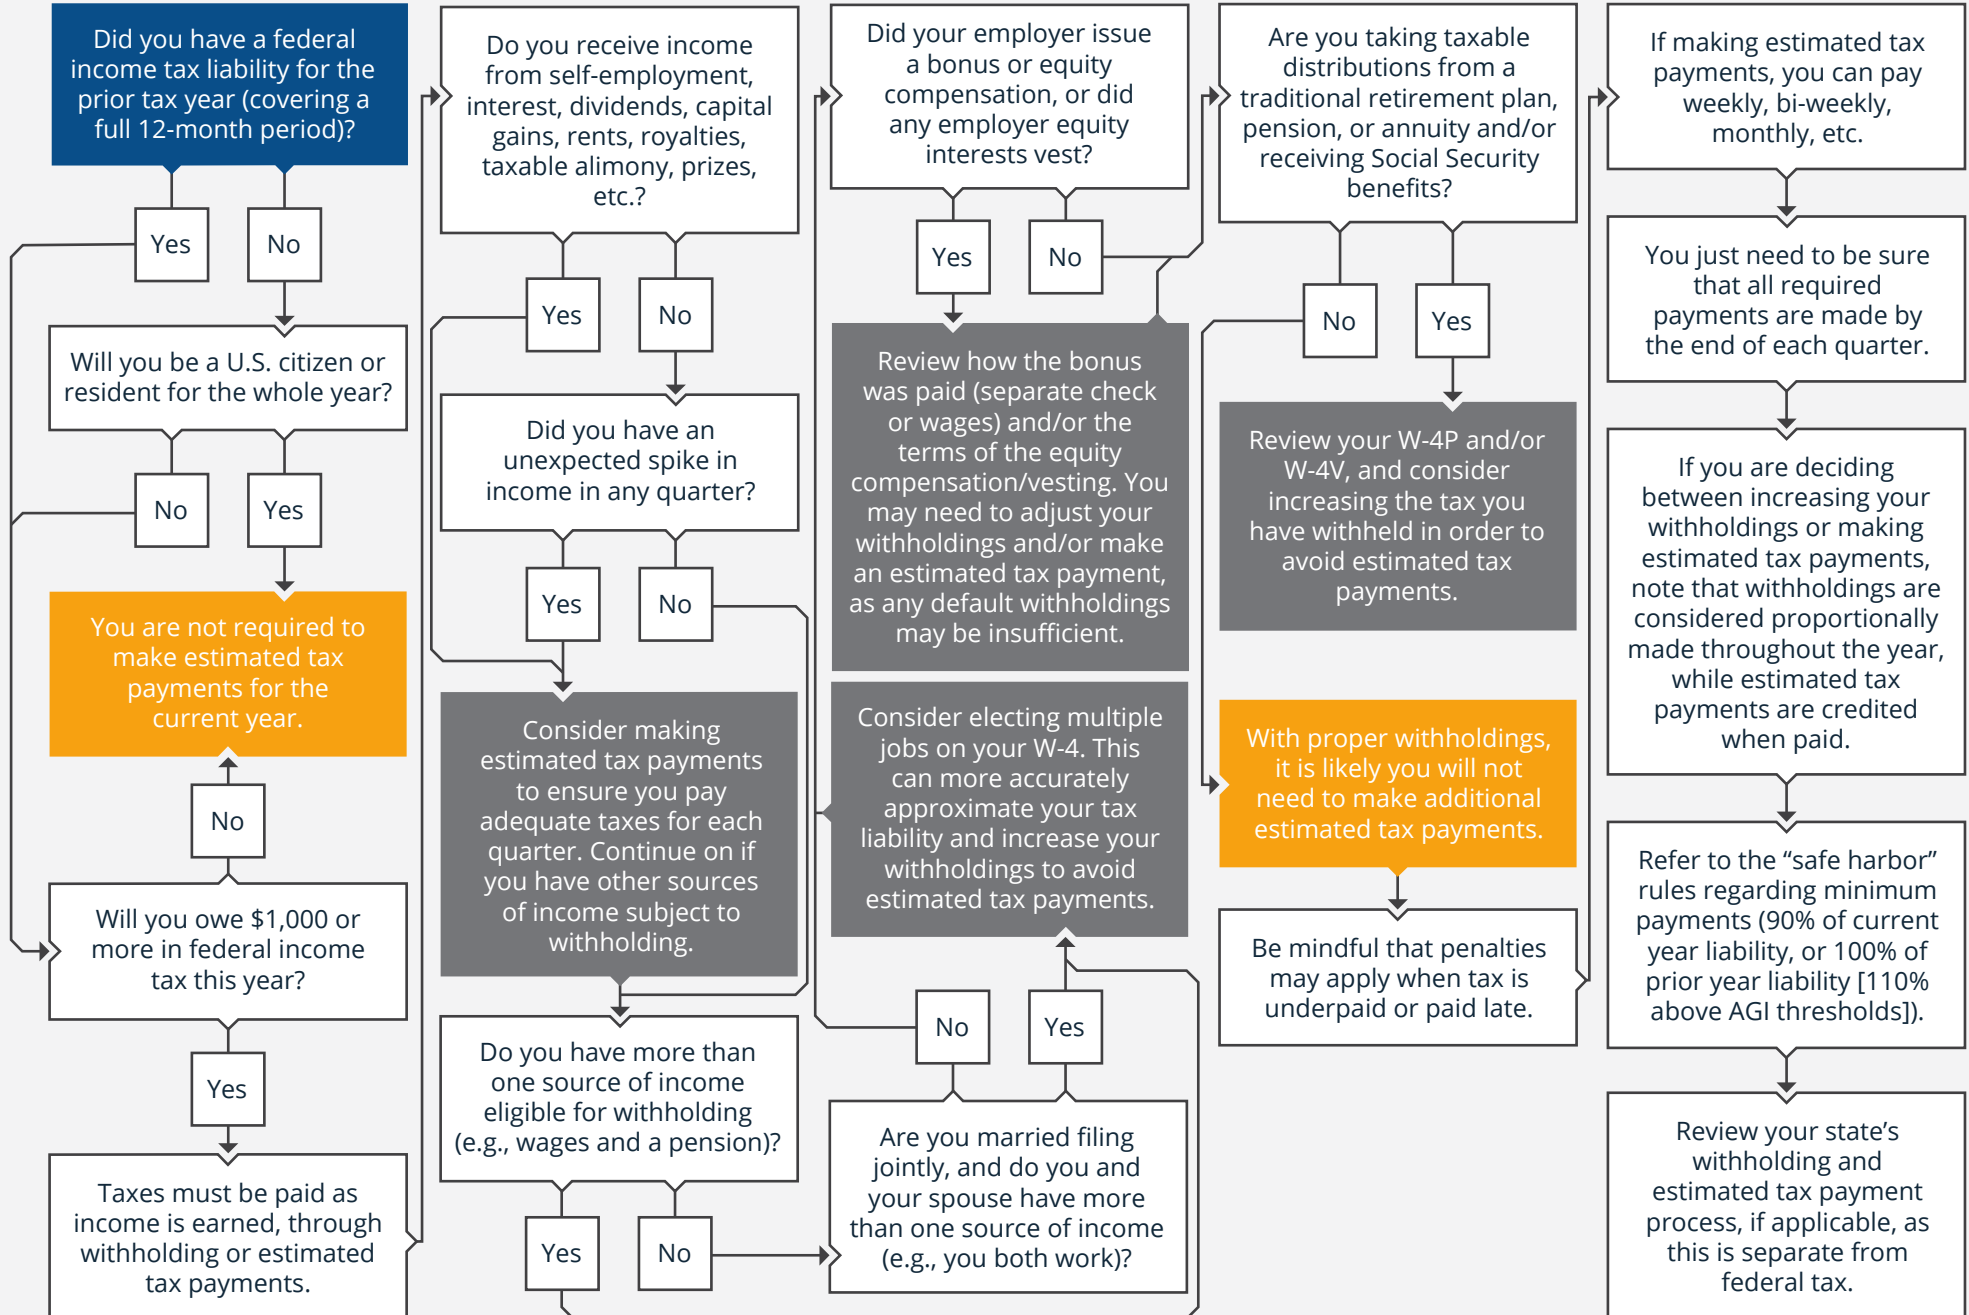 Did you have a federal
income tax liability for the
prior tax year (covering a
full 12-month period)?
Yes
No
Will you be a U.S. citizen or
resident for the whole year?
No
Yes
You are not required to
make estimated tax
payments for the
current year.
No
Will you owe $1,000 or
more in federal income
tax this year?
Yes
Taxes must be paid as
income is earned, through
withholding or estimated
tax payments.
Do you receive income
from self-employment,
interest, dividends, capital
gains, rents, royalties,
taxable alimony, prizes,
etc.?
Yes
No
Did you have an
unexpected spike in
income in any quarter?
Yes
No
Consider making
estimated tax payments
to ensure you pay
adequate taxes for each
quarter. Continue on if
you have other sources
of income subject to
withholding.
Do you have more than
one source of income
eligible for withholding
(e.g., wages and a pension)?
Yes
No
Did your employer issue
a bonus or equity
compensation, or did
any employer equity
interests vest?
Yes
No
Review how the bonus
was paid (separate check
or wages) and/or the
terms of the equity
compensation/vesting. You
may need to adjust your
withholdings and/or make
an estimated tax payment,
as any default withholdings
may be insufficient.
Consider electing multiple
jobs on your W-4. This
can more accurately
approximate your tax
liability and increase your
withholdings to avoid
estimated tax payments.
No
Yes
Are you married filing
jointly, and do you and
your spouse have more
than one source of income
(e.g., you both work)?
Are you taking taxable
distributions from a
traditional retirement plan,
pension, or annuity and/or
receiving Social Security
benefits?
No
Yes
Review your W-4P and/or
W-4V, and consider
increasing the tax you
have withheld in order to
avoid estimated tax
payments.
With proper withholdings,
it is likely you will not
need to make additional
estimated tax payments.
Be mindful that penalties
may apply when tax is
underpaid or paid late.
If making estimated tax
payments, you can pay
weekly, bi-weekly,
monthly, etc.
You just need to be sure
that all required
payments are made by
the end of each quarter.
If you are deciding
between increasing your
withholdings or making
estimated tax payments,
note that withholdings are
considered proportionally
made throughout the year,
while estimated tax
payments are credited
when paid.
Refer to the “safe harbor”
rules regarding minimum
payments (90% of current
year liability, or 100% of
prior year liability [110%
above AGI thresholds]).
Review your state’s
withholding and
estimated tax payment
process, if applicable, as
this is separate from
federal tax.